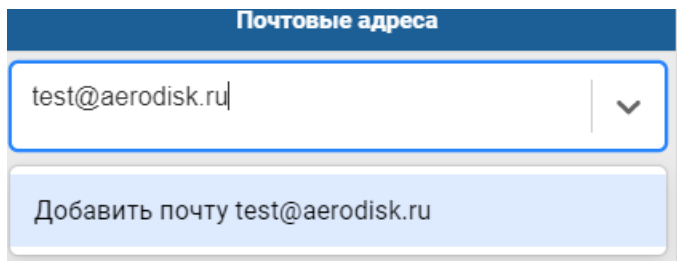 Почтовые адреса
test@aerodisk.ru
Добавить почту test@aerodisk.ru